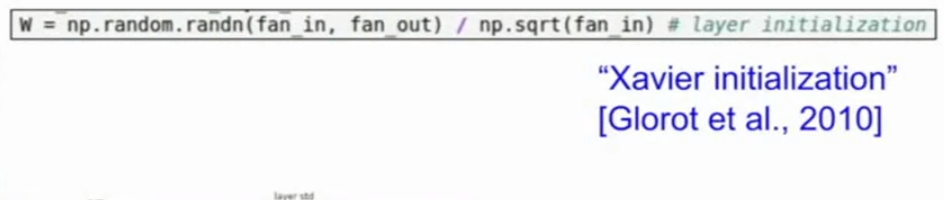 W = np.random.randn(fan_in, fan_out) / np.sqrt(fan_in) # layer initialization
“Xavier initialization”
[Glorot et al., 2010]
layer std